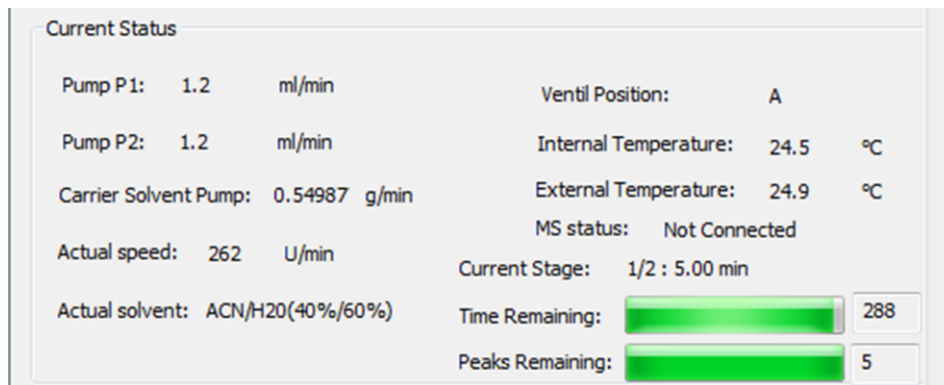 Current Status
Pump P1: 1.2 ml/min
Ventil Position: A
Pump P2: 1.2 ml/min
Internal Temperature: 24.5 °C
Carrier Solvent Pump: 0.54987 g/min
External Temperature: 24.9 °C
MS status: Not Connected
Actual speed: 262 U/min
Current Stage: 1/2 : 5.00 min
Actual solvent: ACN/H20(40%/60%)
Time Remaining: 288
Peaks Remaining: 5